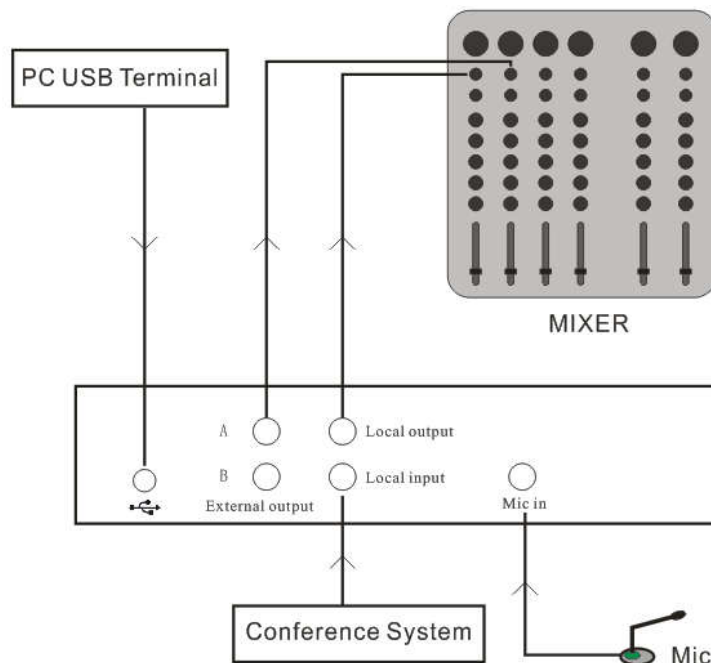 PC USB Terminal
MIXER
A
Local output
B
Local input
External output
Mic in
Conference System
Mic